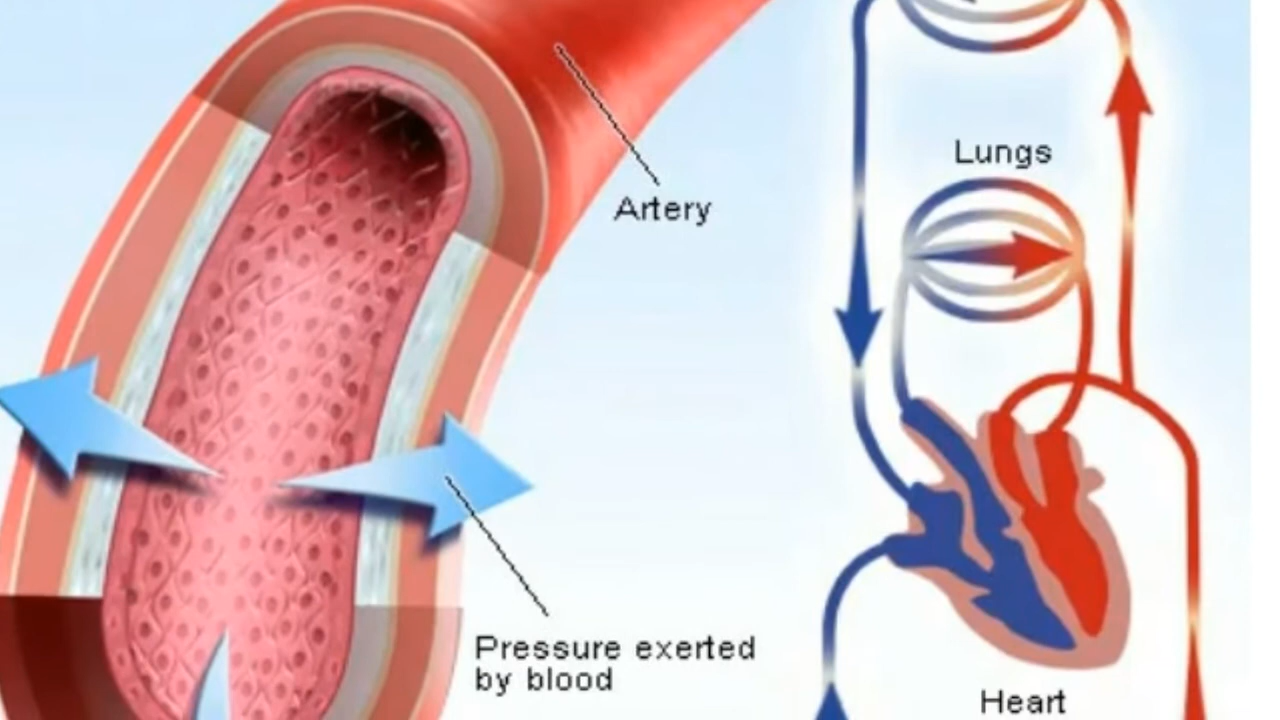 Lungs
Artery
Pressure exerted
by blood
Heart